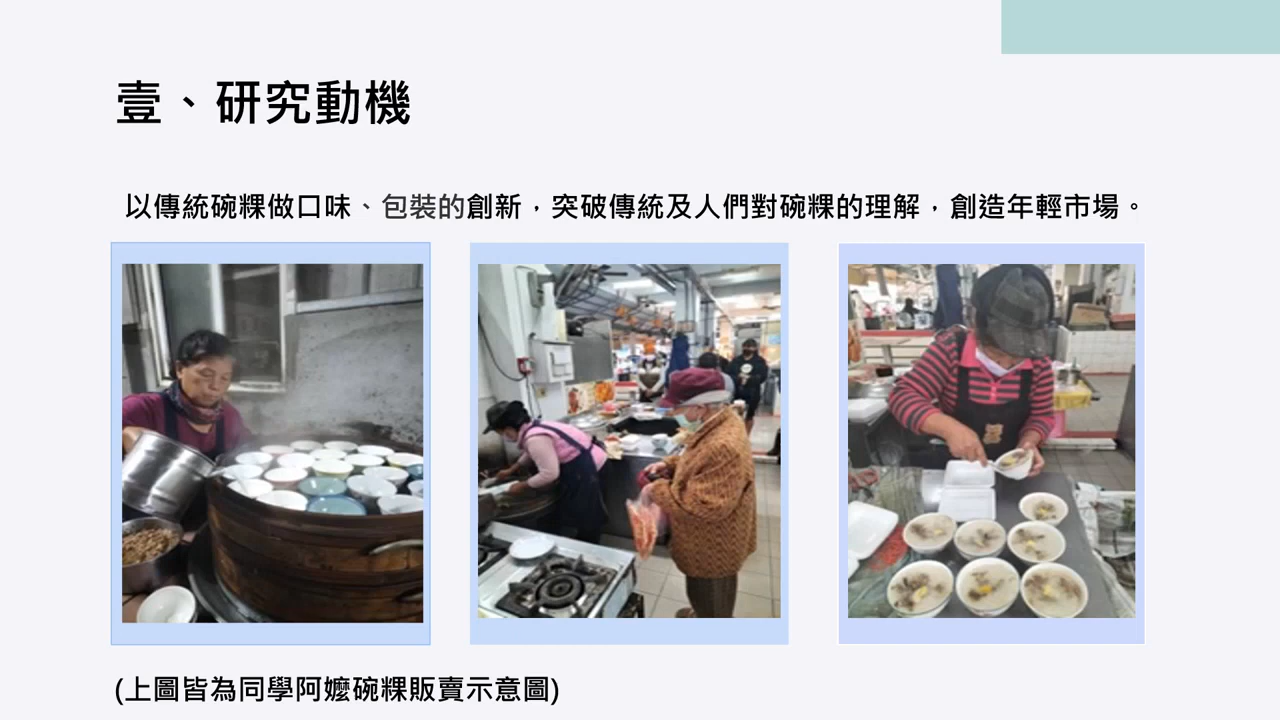 壹、研究動機
以傳統碗粿做口味、包裝的創新，突破傳統及人們對碗粿的理解，創造年輕市場。
(上圖皆為同學阿嬤碗粿販賣示意圖)